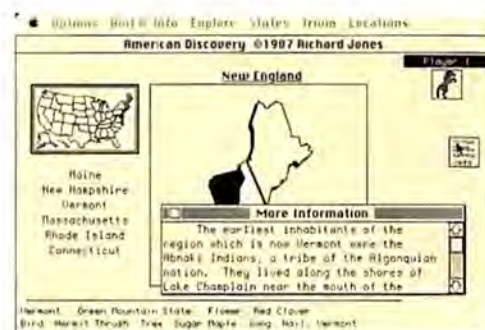 Options Hint & Info Explore States Trivia Locations
American Discovery ©1987 Richard Jones
Player 1
New England
Maine
New Hampshire
Vermont
Massachusetts
Rhode Island
Connecticut
More Information
The earliest inhabitants of the
region which is now Vermont were the
Abnaki Indians, a tribe of the Algonquian
nation. They lived along the shores of
Lake Champlain near the mouth of the
Vermont Green Mountain State Flower Red Clover
Bird Hermit Thrush Tree Sugar Maple Song Hail, Vermont